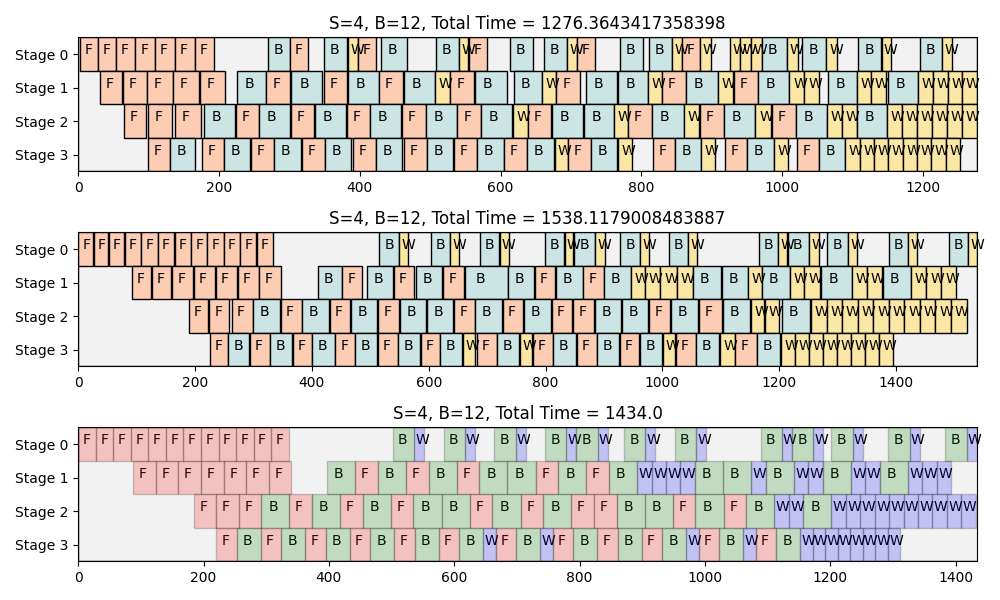 S=4, B=12, Total Time = 1276.3643417358398
Stage 0 F F F F F F F B F B W F B B W F B B W F B B W F W W W W B W B W B W B W
Stage 1 F F F F F B F B F B F B W F B B W F B B W F B W F B W W B W W B W W W W
Stage 2 F F F B F B F B F B F B F B W F B B W F B W F B W F B W W B W W W W W W
Stage 3 F B F B F B F B F B F B F B W F B W F B W F B W F B W W W W W W W W
0 200 400 600 800 1000 1200
S=4, B=12, Total Time = 1538.1179008483887
Stage 0 F F F F F F F F F F F F B W B W B W B W B W B W B W B W B W B W B W B W
Stage 1 F F F F F F F B F B F B F B B F B F B W W W W B B W B W W B W W B W W W
Stage 2 F F F B F B F B F B B F B F B F F B B F B F B W W B W W W W W W W W W W
Stage 3 F B F B F B F B F B F B W F B W F B F B F B W F B W F B W W W W W W W W
0 200 400 600 800 1000 1200 1400
S=4, B=12, Total Time = 1434.0
Stage 0 F F F F F F F F F F F F B W B W B W B W B W B W B W B W B W B W B W B W
Stage 1 F F F F F F F B F B F B F B B F B F B W W W W B B W B W W B W W B W W W
Stage 2 F F F B F B F B F B B F B F B F F B B F B F B W W B W W W W W W W W W W
Stage 3 F B F B F B F B F B F B W F B W F B F B F B W F B W F B W W W W W W W W
0 200 400 600 800 1000 1200 1400